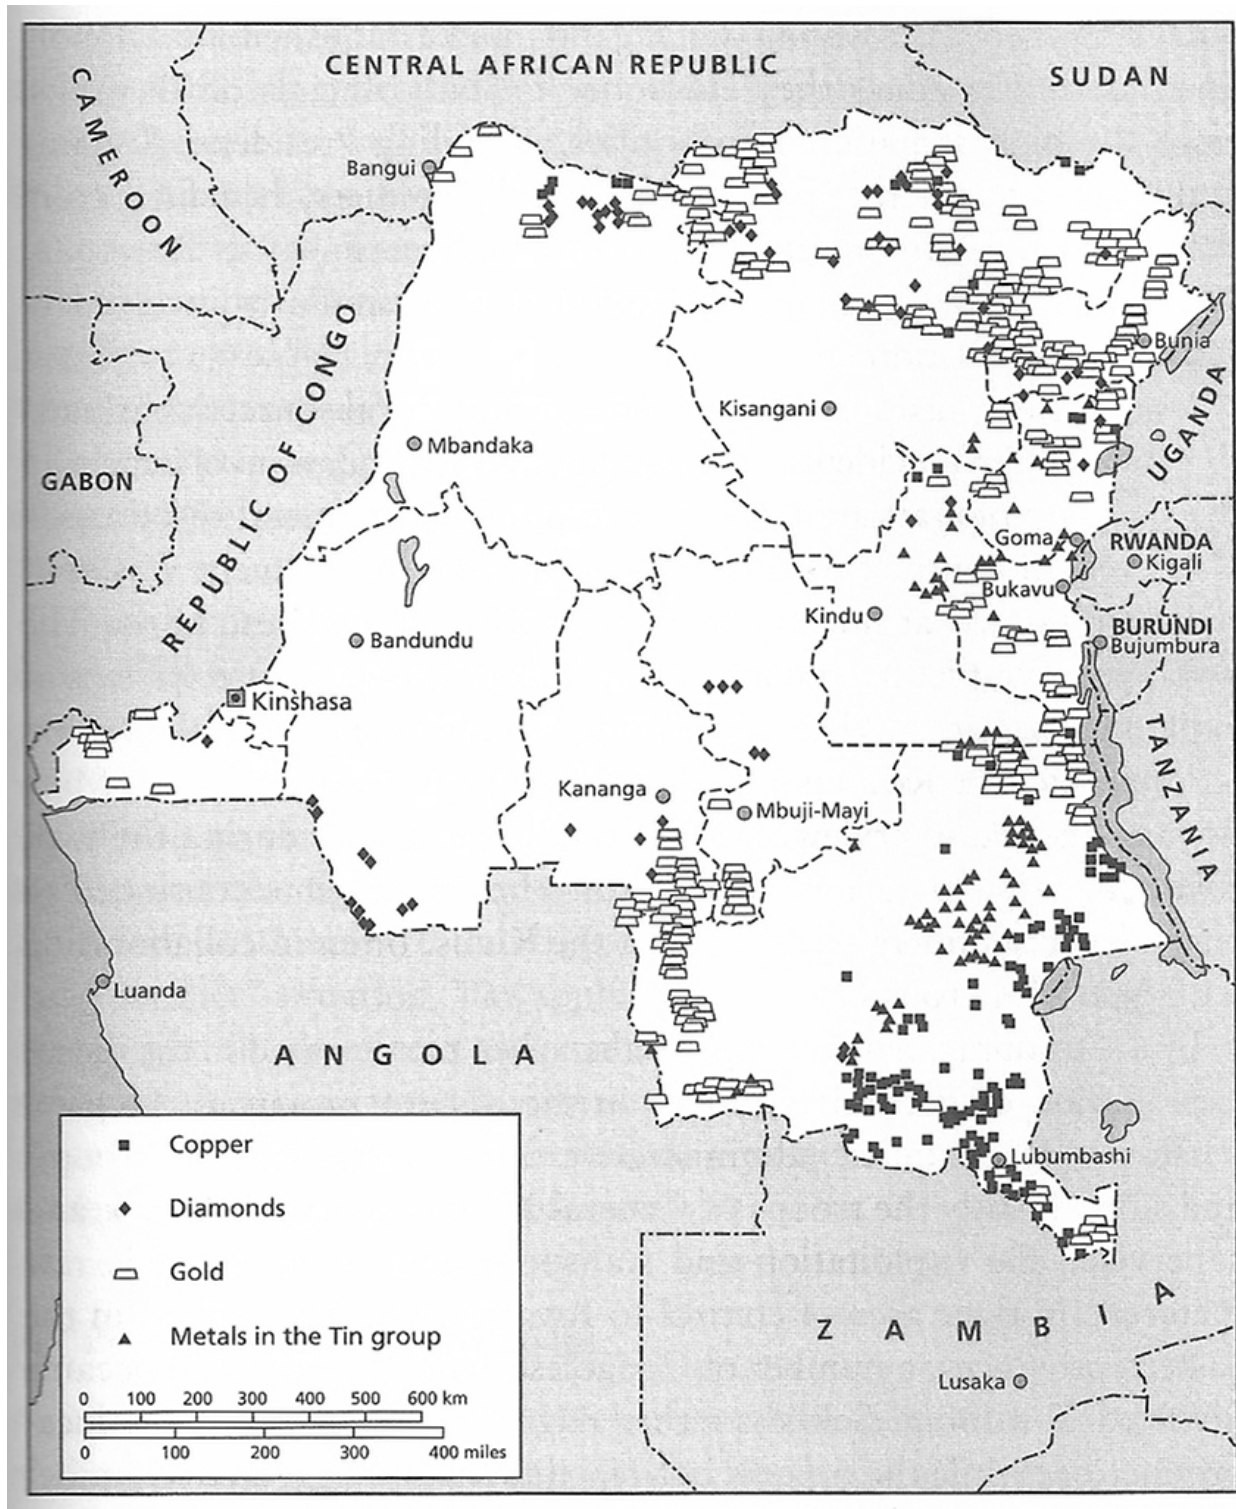 CENTRAL AFRICAN REPUBLIC
SUDAN
CAMEROON
Bangui
REPUBLIC OF CONGO
Bunia
Kisangani
UGANDA
Mbandaka
GABON
Goma
RWANDA
Kigali
Bukavu
Kindu
BURUNDI
Bujumbura
Bandundu
Kinshasa
TANZANIA
Kananga
Mbuji-Mayi
Luanda
ANGOLA
Lubumbashi
Copper
Diamonds
Gold
Metals in the Tin group
0 100 200 300 400 500 600 km
0 100 200 300 400 miles
ZAMBIA
Lusaka